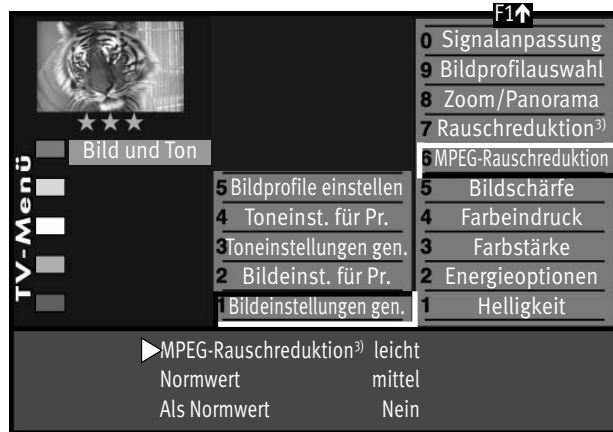 F1↑
0 Signalanpassung
9 Bildprofilauswahl
8 Zoom/Panorama
7 Rauschreduktion3)
6 MPEG-Rauschreduktion
5 Bildschärfe
4 Farbeindruck
3 Farbstärke
2 Energieoptionen
1 Helligkeit
TV-Menü
Bild und Ton
5 Bildprofile einstellen
4 Toneinst. für Pr.
3 Toneinstellungen gen.
2 Bildeinst. für Pr.
1 Bildeinstellungen gen.
MPEG-Rauschreduktion3) leicht
Normwert mittel
Als Normwert Nein